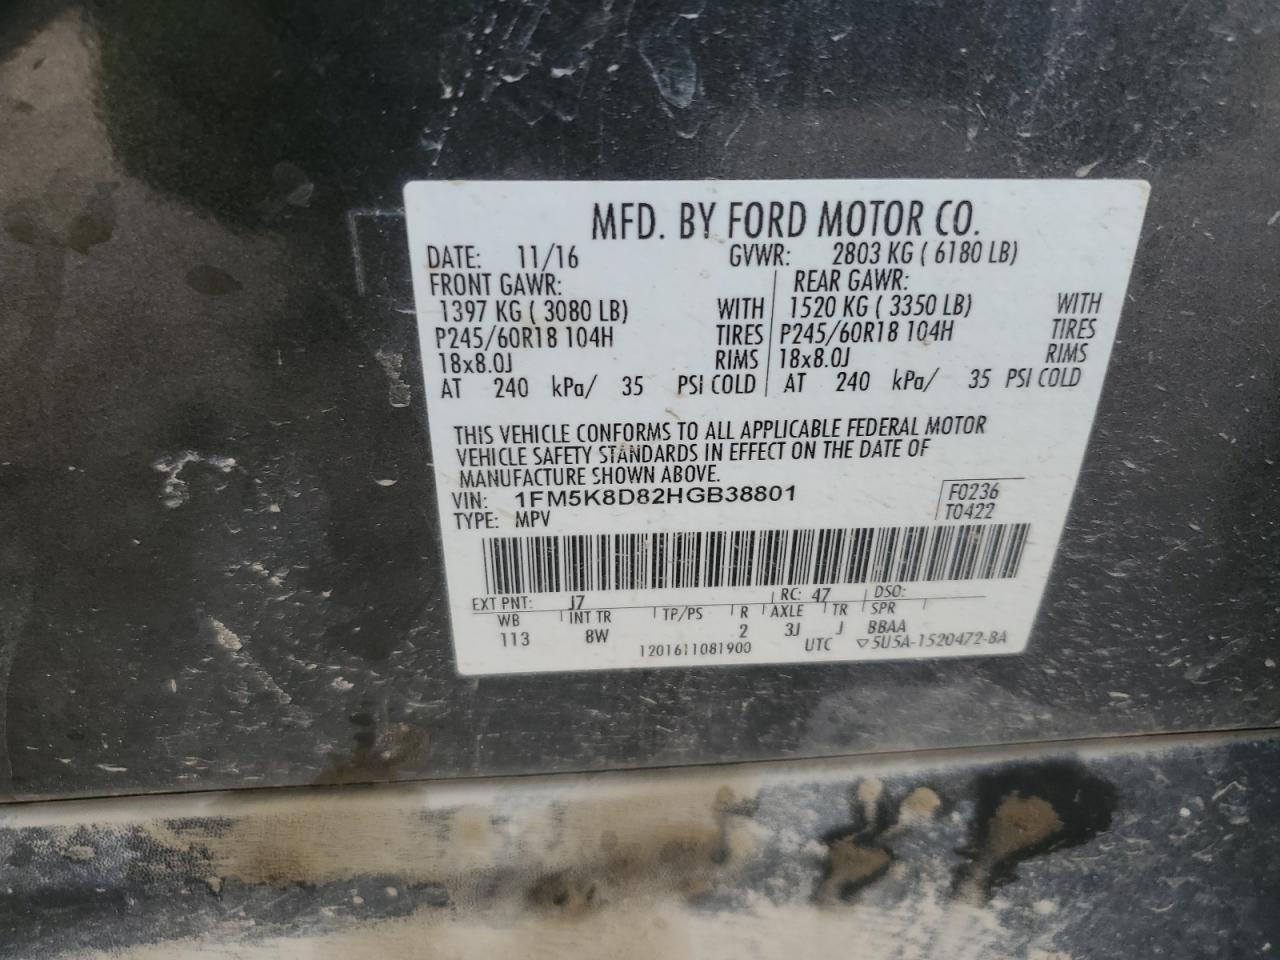 MFD. BY FORD MOTOR CO.
DATE: 11/16 GVWR: 2803 KG ( 6180 LB)
FRONT GAWR: REAR GAWR:
1397 KG ( 3080 LB) WITH 1520 KG ( 3350 LB) WITH
P245/60R18 104H TIRES P245/60R18 104H TIRES
18x8.0J RIMS 18x8.0J RIMS
AT 240 kPa/ 35 PSI COLD AT 240 kPa/ 35 PSI COLD
THIS VEHICLE CONFORMS TO ALL APPLICABLE FEDERAL MOTOR
VEHICLE SAFETY STANDARDS IN EFFECT ON THE DATE OF
MANUFACTURE SHOWN ABOVE.
VIN: 1FM5K8D82HGB38801 F0236
TYPE: MPV T0422
EXT PNT: J7 RC: 47 DSO:
WB INT TR TP/PS R AXLE TR SPR
113 8W 2 3J J BBAA
1201611081900 UTC ▽5U5A-1520472-BA